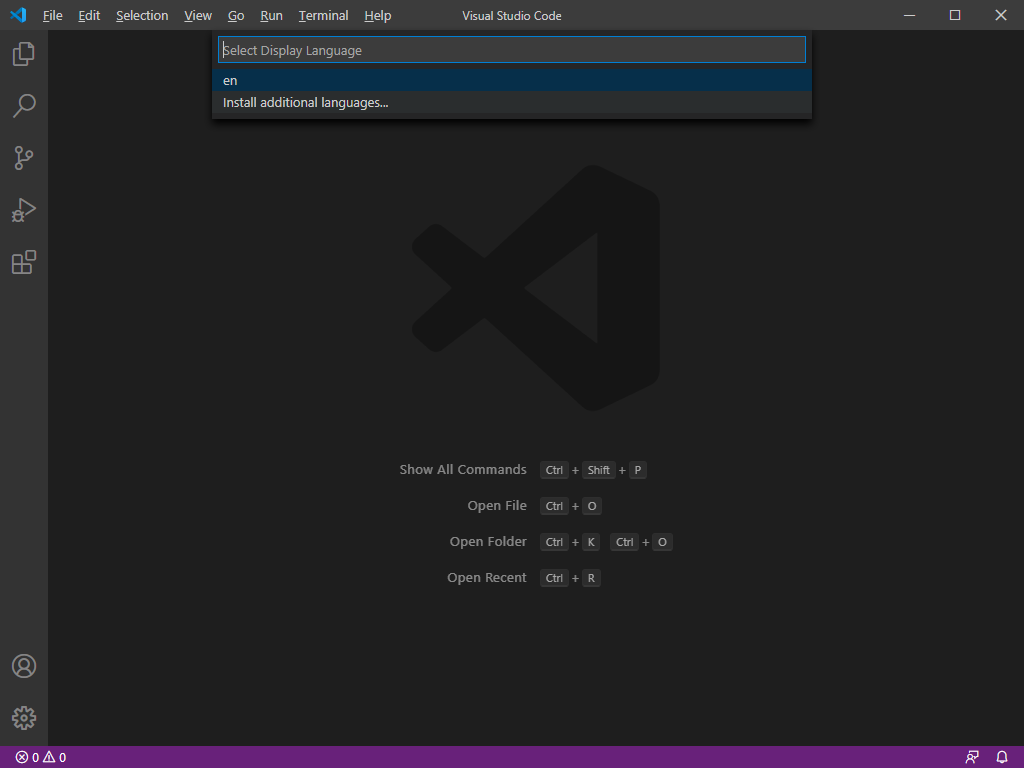 File Edit Selection View Go Run Terminal Help Visual Studio Code
Select Display Language
en
Install additional languages...
Show All Commands Ctrl + Shift + P
Open File Ctrl + O
Open Folder Ctrl + K Ctrl + O
Open Recent Ctrl + R
0 0